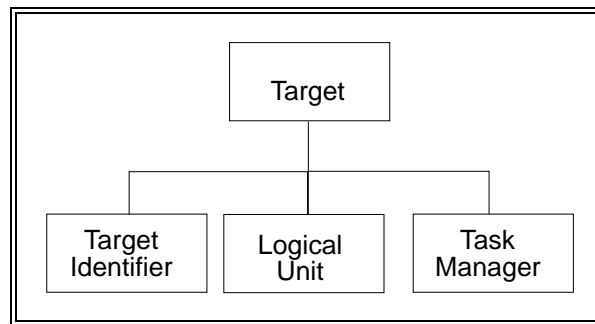 Target
Target
Identifier
Logical
Unit
Task
Manager